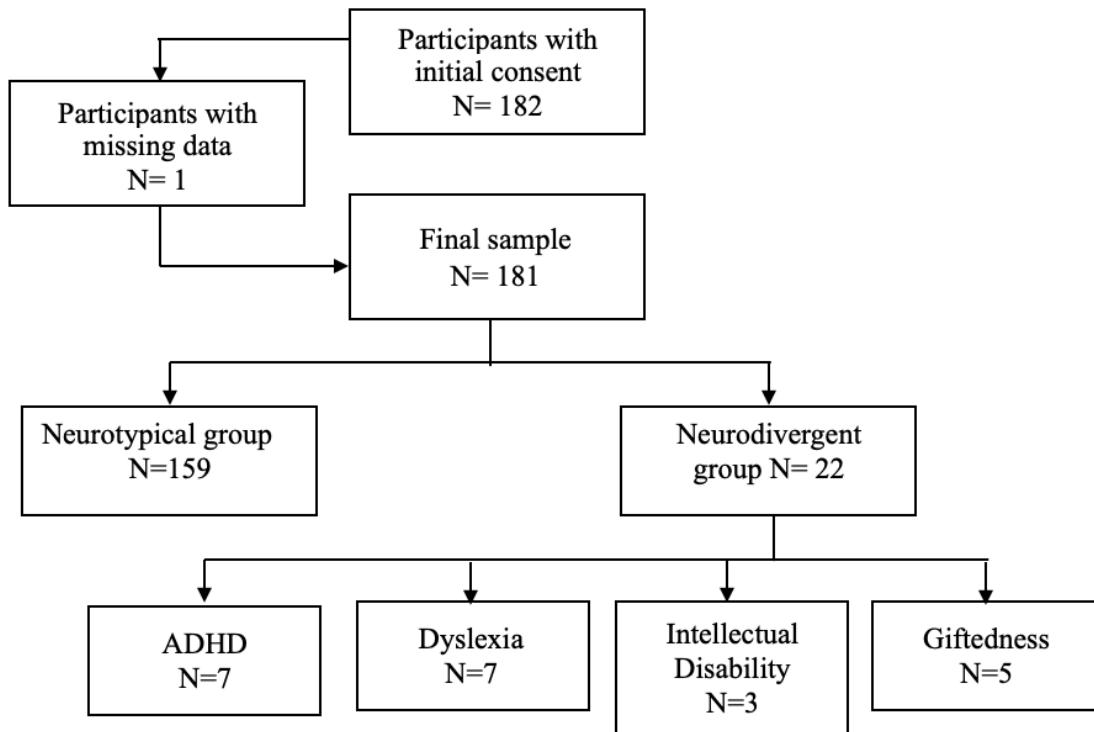 Participants with
initial consent
N= 182
Participants with
missing data
N= 1
Final sample
N= 181
Neurotypical group
N=159
Neurodivergent
group N= 22
ADHD
N=7
Dyslexia
N=7
Intellectual
Disability
N=3
Giftedness
N=5